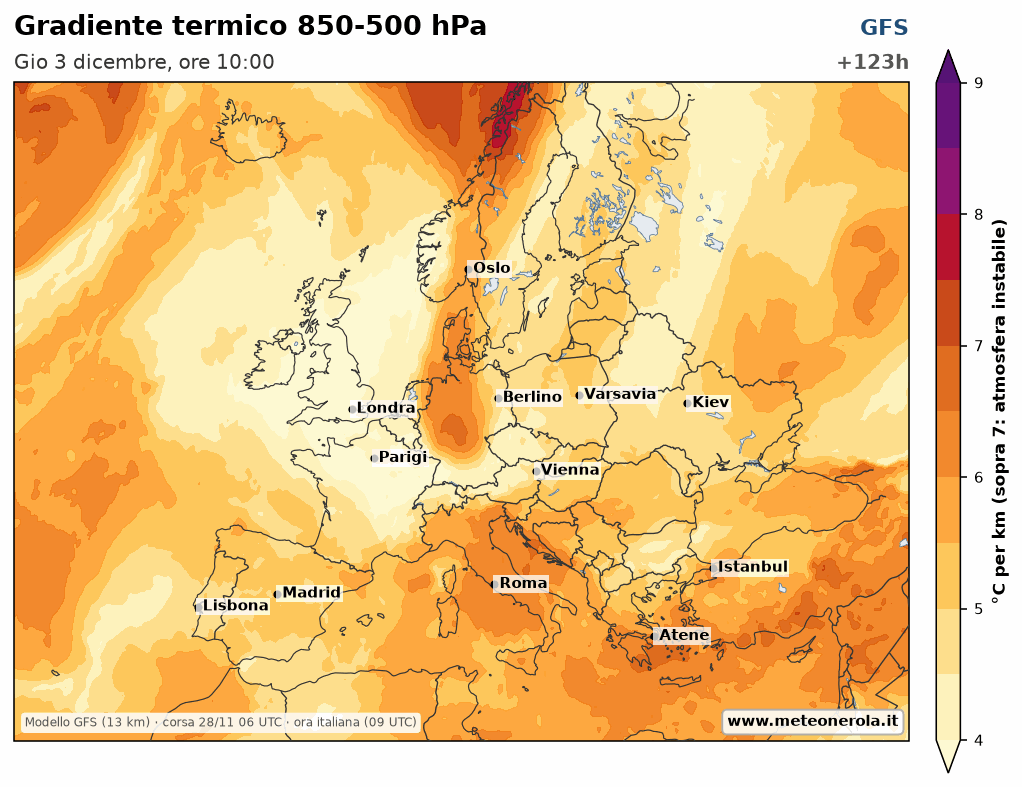 Gradiente termico 850-500 hPa
GFS
Gio 3 dicembre, ore 10:00
+123h
9
8
7
6
5
4
°C per km (sopra 7: atmosfera instabile)
Oslo
Londra
Berlino
Varsavia
Kiev
Parigi
Vienna
Istanbul
Roma
Madrid
Lisbona
Atene
Modello GFS (13 km) · corsa 28/11 06 UTC · ora italiana (09 UTC)
www.meteonerola.it